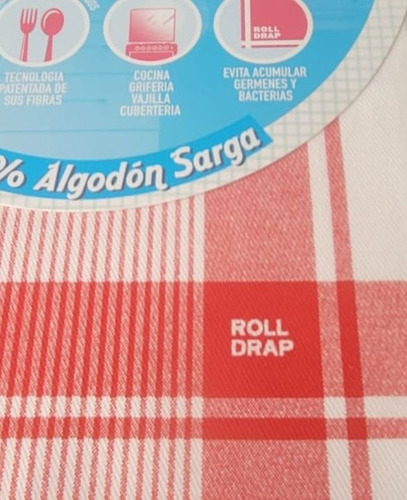 ROLL
DRAP
TECNOLOGIA
PATENTADA DE
SUS FIBRAS
COCINA
GRIFERIA
VAJILLA
CUBERTERIA
EVITA ACUMULAR
GERMENES Y
BACTERIAS
% Algodón Sarga
ROLL
DRAP